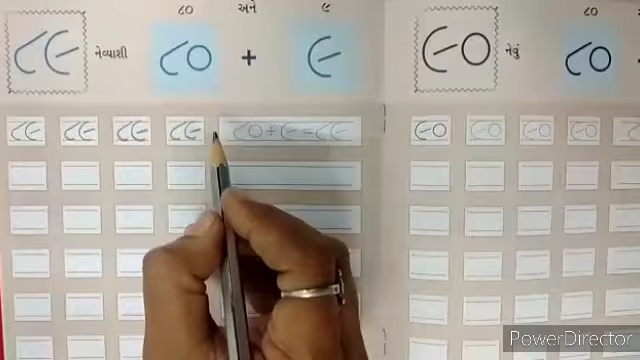 ૮૦ અને ૯ ૮૦
૮૯ નેવ્યાશી ૮૦ + ૯ ૯૦ નેવું ૮૦
૮૯ ૮૯ ૮૯ ૮૯ ૮૦+૯=૮૯ ૯૦ ૯૦ ૯૦ ૯૦
PowerDirector